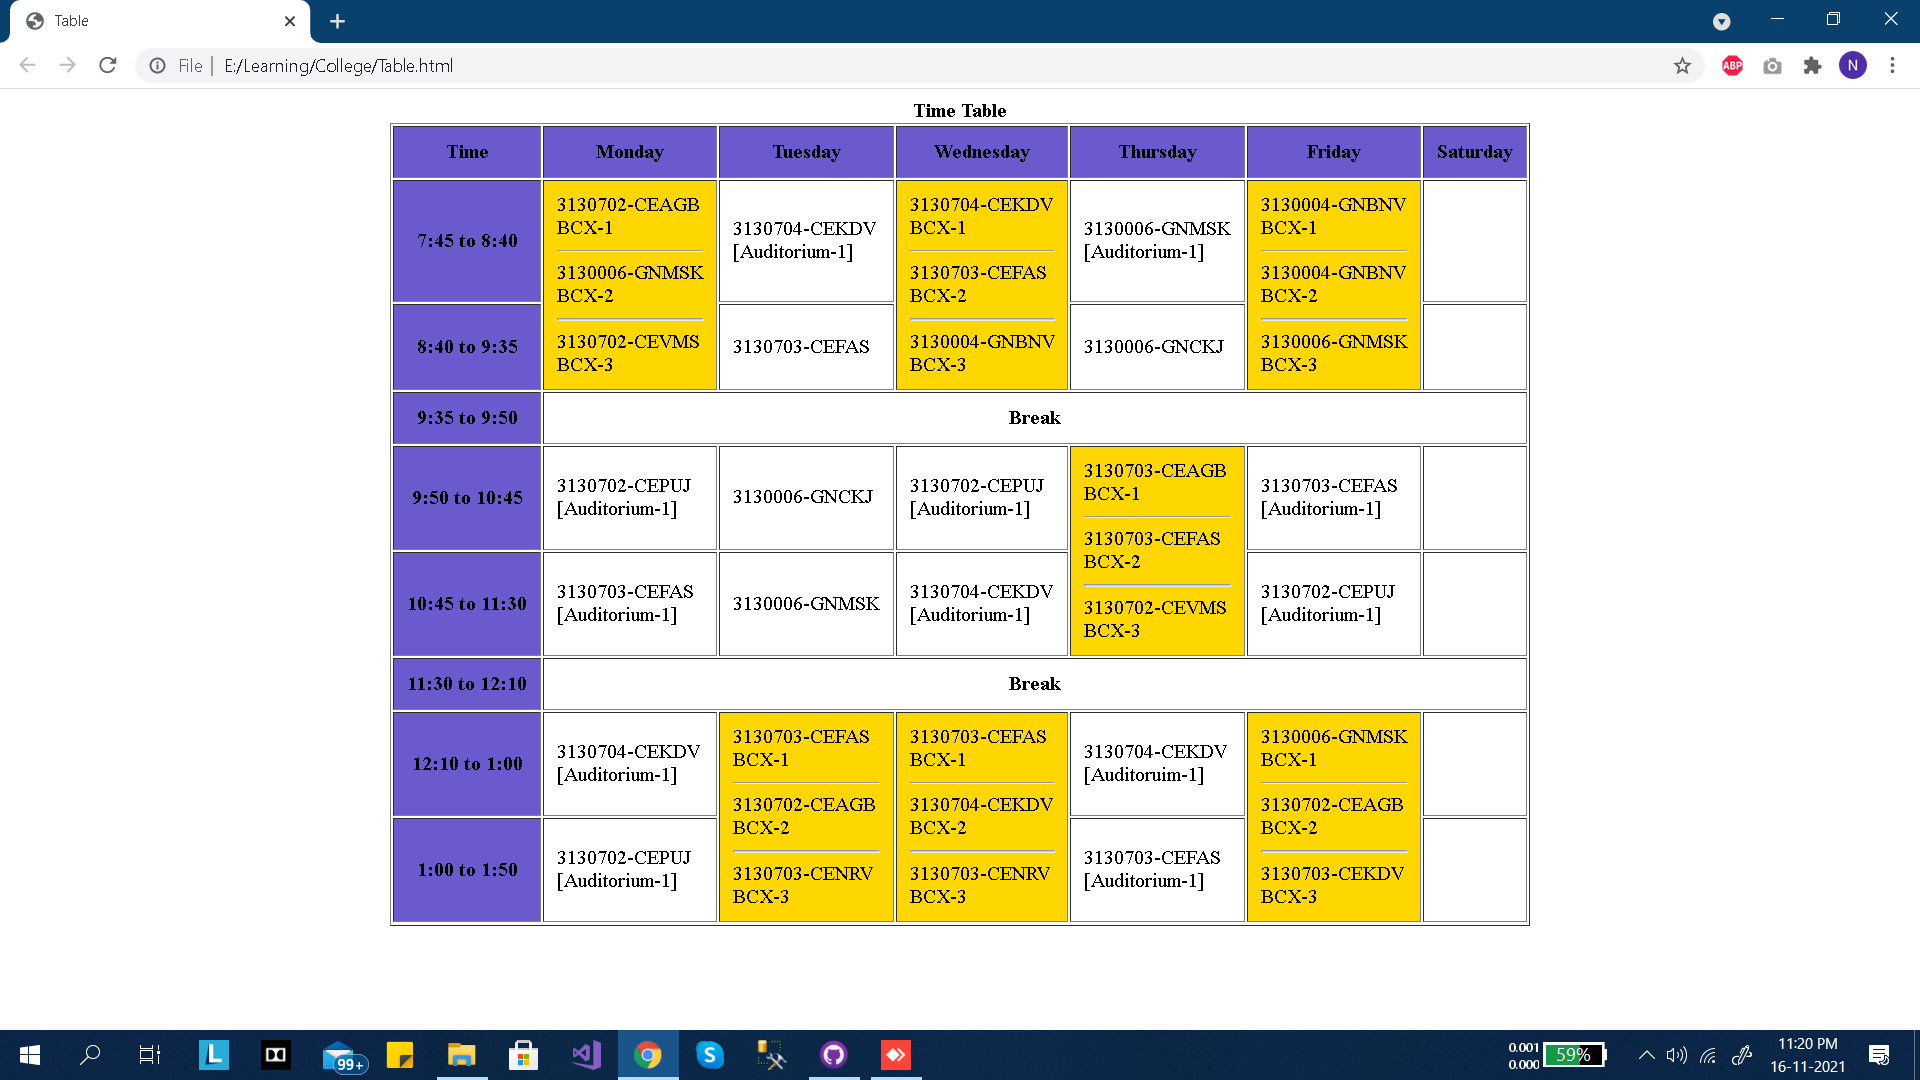 Table
File
E:/Learning/College/Table.html
ABP
N
Time Table
Time Monday Tuesday Wednesday Thursday Friday Saturday
7:45 to 8:40
3130702-CEAGB
BCX-1
3130006-GNMSK
BCX-2
3130702-CEVMS
BCX-3
3130704-CEKDV
[Auditorium-1]
3130704-CEKDV
BCX-1
3130703-CEFAS
BCX-2
3130004-GNBNV
BCX-3
3130006-GNMSK
[Auditorium-1]
3130004-GNBNV
BCX-1
3130004-GNBNV
BCX-2
3130006-GNMSK
BCX-3
8:40 to 9:35
3130703-CEFAS
3130006-GNCKJ
9:35 to 9:50
Break
9:50 to 10:45
3130702-CEPUJ
[Auditorium-1]
3130006-GNCKJ
3130702-CEPUJ
[Auditorium-1]
3130703-CEAGB
BCX-1
3130703-CEFAS
BCX-2
3130702-CEVMS
BCX-3
3130703-CEFAS
[Auditorium-1]
10:45 to 11:30
3130703-CEFAS
[Auditorium-1]
3130006-GNMSK
3130704-CEKDV
[Auditorium-1]
3130702-CEPUJ
[Auditorium-1]
11:30 to 12:10
Break
12:10 to 1:00
3130704-CEKDV
[Auditorium-1]
3130703-CEFAS
BCX-1
3130702-CEAGB
BCX-2
3130703-CENRV
BCX-3
3130703-CEFAS
BCX-1
3130704-CEKDV
BCX-2
3130703-CENRV
BCX-3
3130704-CEKDV
[Auditoruim-1]
3130006-GNMSK
BCX-1
3130702-CEAGB
BCX-2
3130703-CEKDV
BCX-3
1:00 to 1:50
3130702-CEPUJ
[Auditorium-1]
3130703-CEFAS
[Auditorium-1]
L
99+
S
0.001
0.000
59%
11:20 PM
16-11-2021